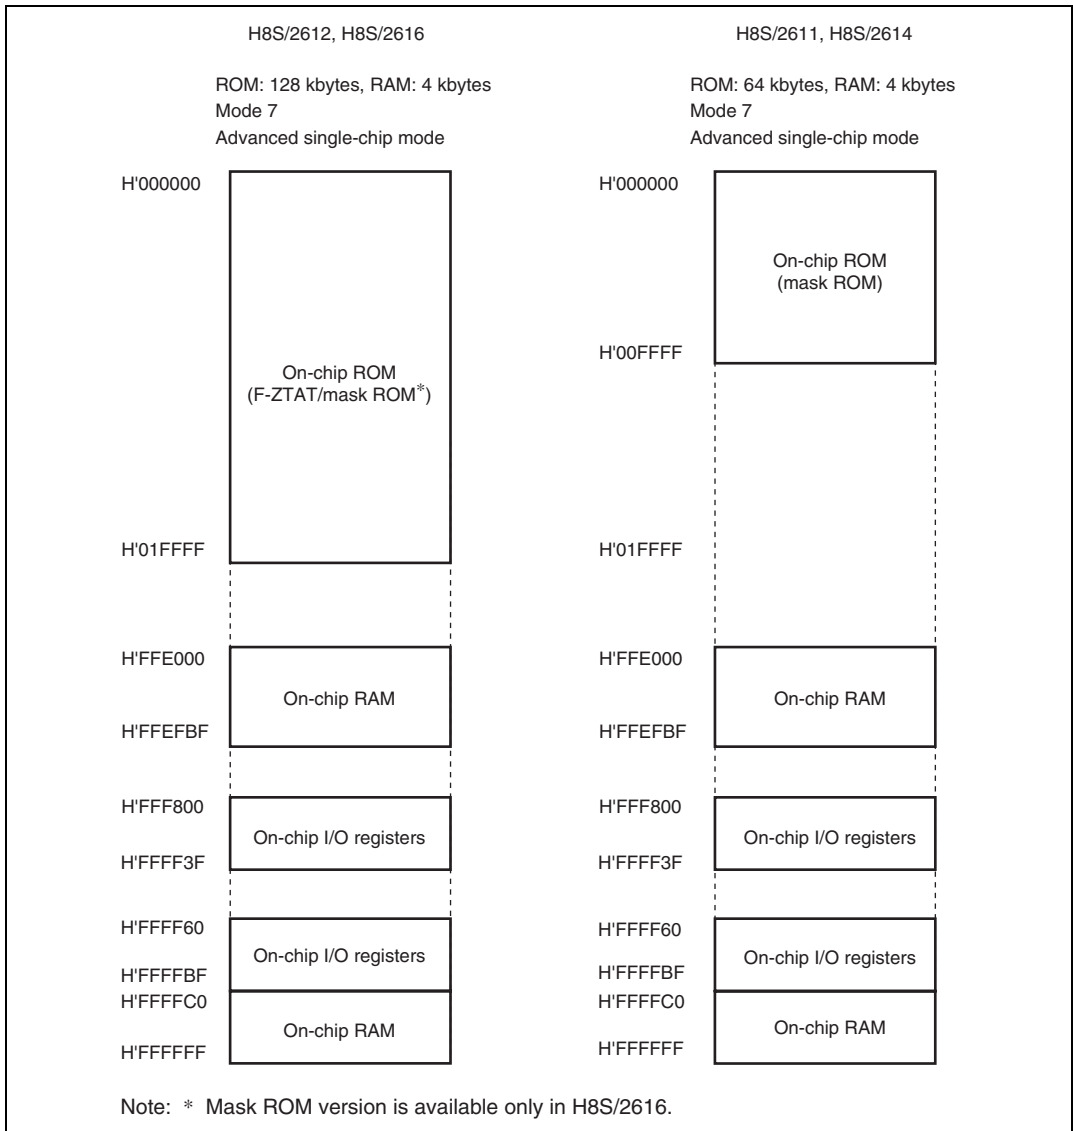 H8S/2612, H8S/2616
ROM: 128 kbytes, RAM: 4 kbytes
Mode 7
Advanced single-chip mode
H'000000
On-chip ROM
(F-ZTAT/mask ROM*)
H'01FFFF
H'FFE000
On-chip RAM
H'FFEFBF
H'FFF800
On-chip I/O registers
H'FFFF3F
H'FFFF60
On-chip I/O registers
H'FFFFBF
H'FFFFC0
On-chip RAM
H'FFFFFF
H8S/2611, H8S/2614
ROM: 64 kbytes, RAM: 4 kbytes
Mode 7
Advanced single-chip mode
H'000000
On-chip ROM
(mask ROM)
H'00FFFF
H'01FFFF
H'FFE000
On-chip RAM
H'FFEFBF
H'FFF800
On-chip I/O registers
H'FFFF3F
H'FFFF60
On-chip I/O registers
H'FFFFBF
H'FFFFC0
On-chip RAM
H'FFFFFF
Note: * Mask ROM version is available only in H8S/2616.